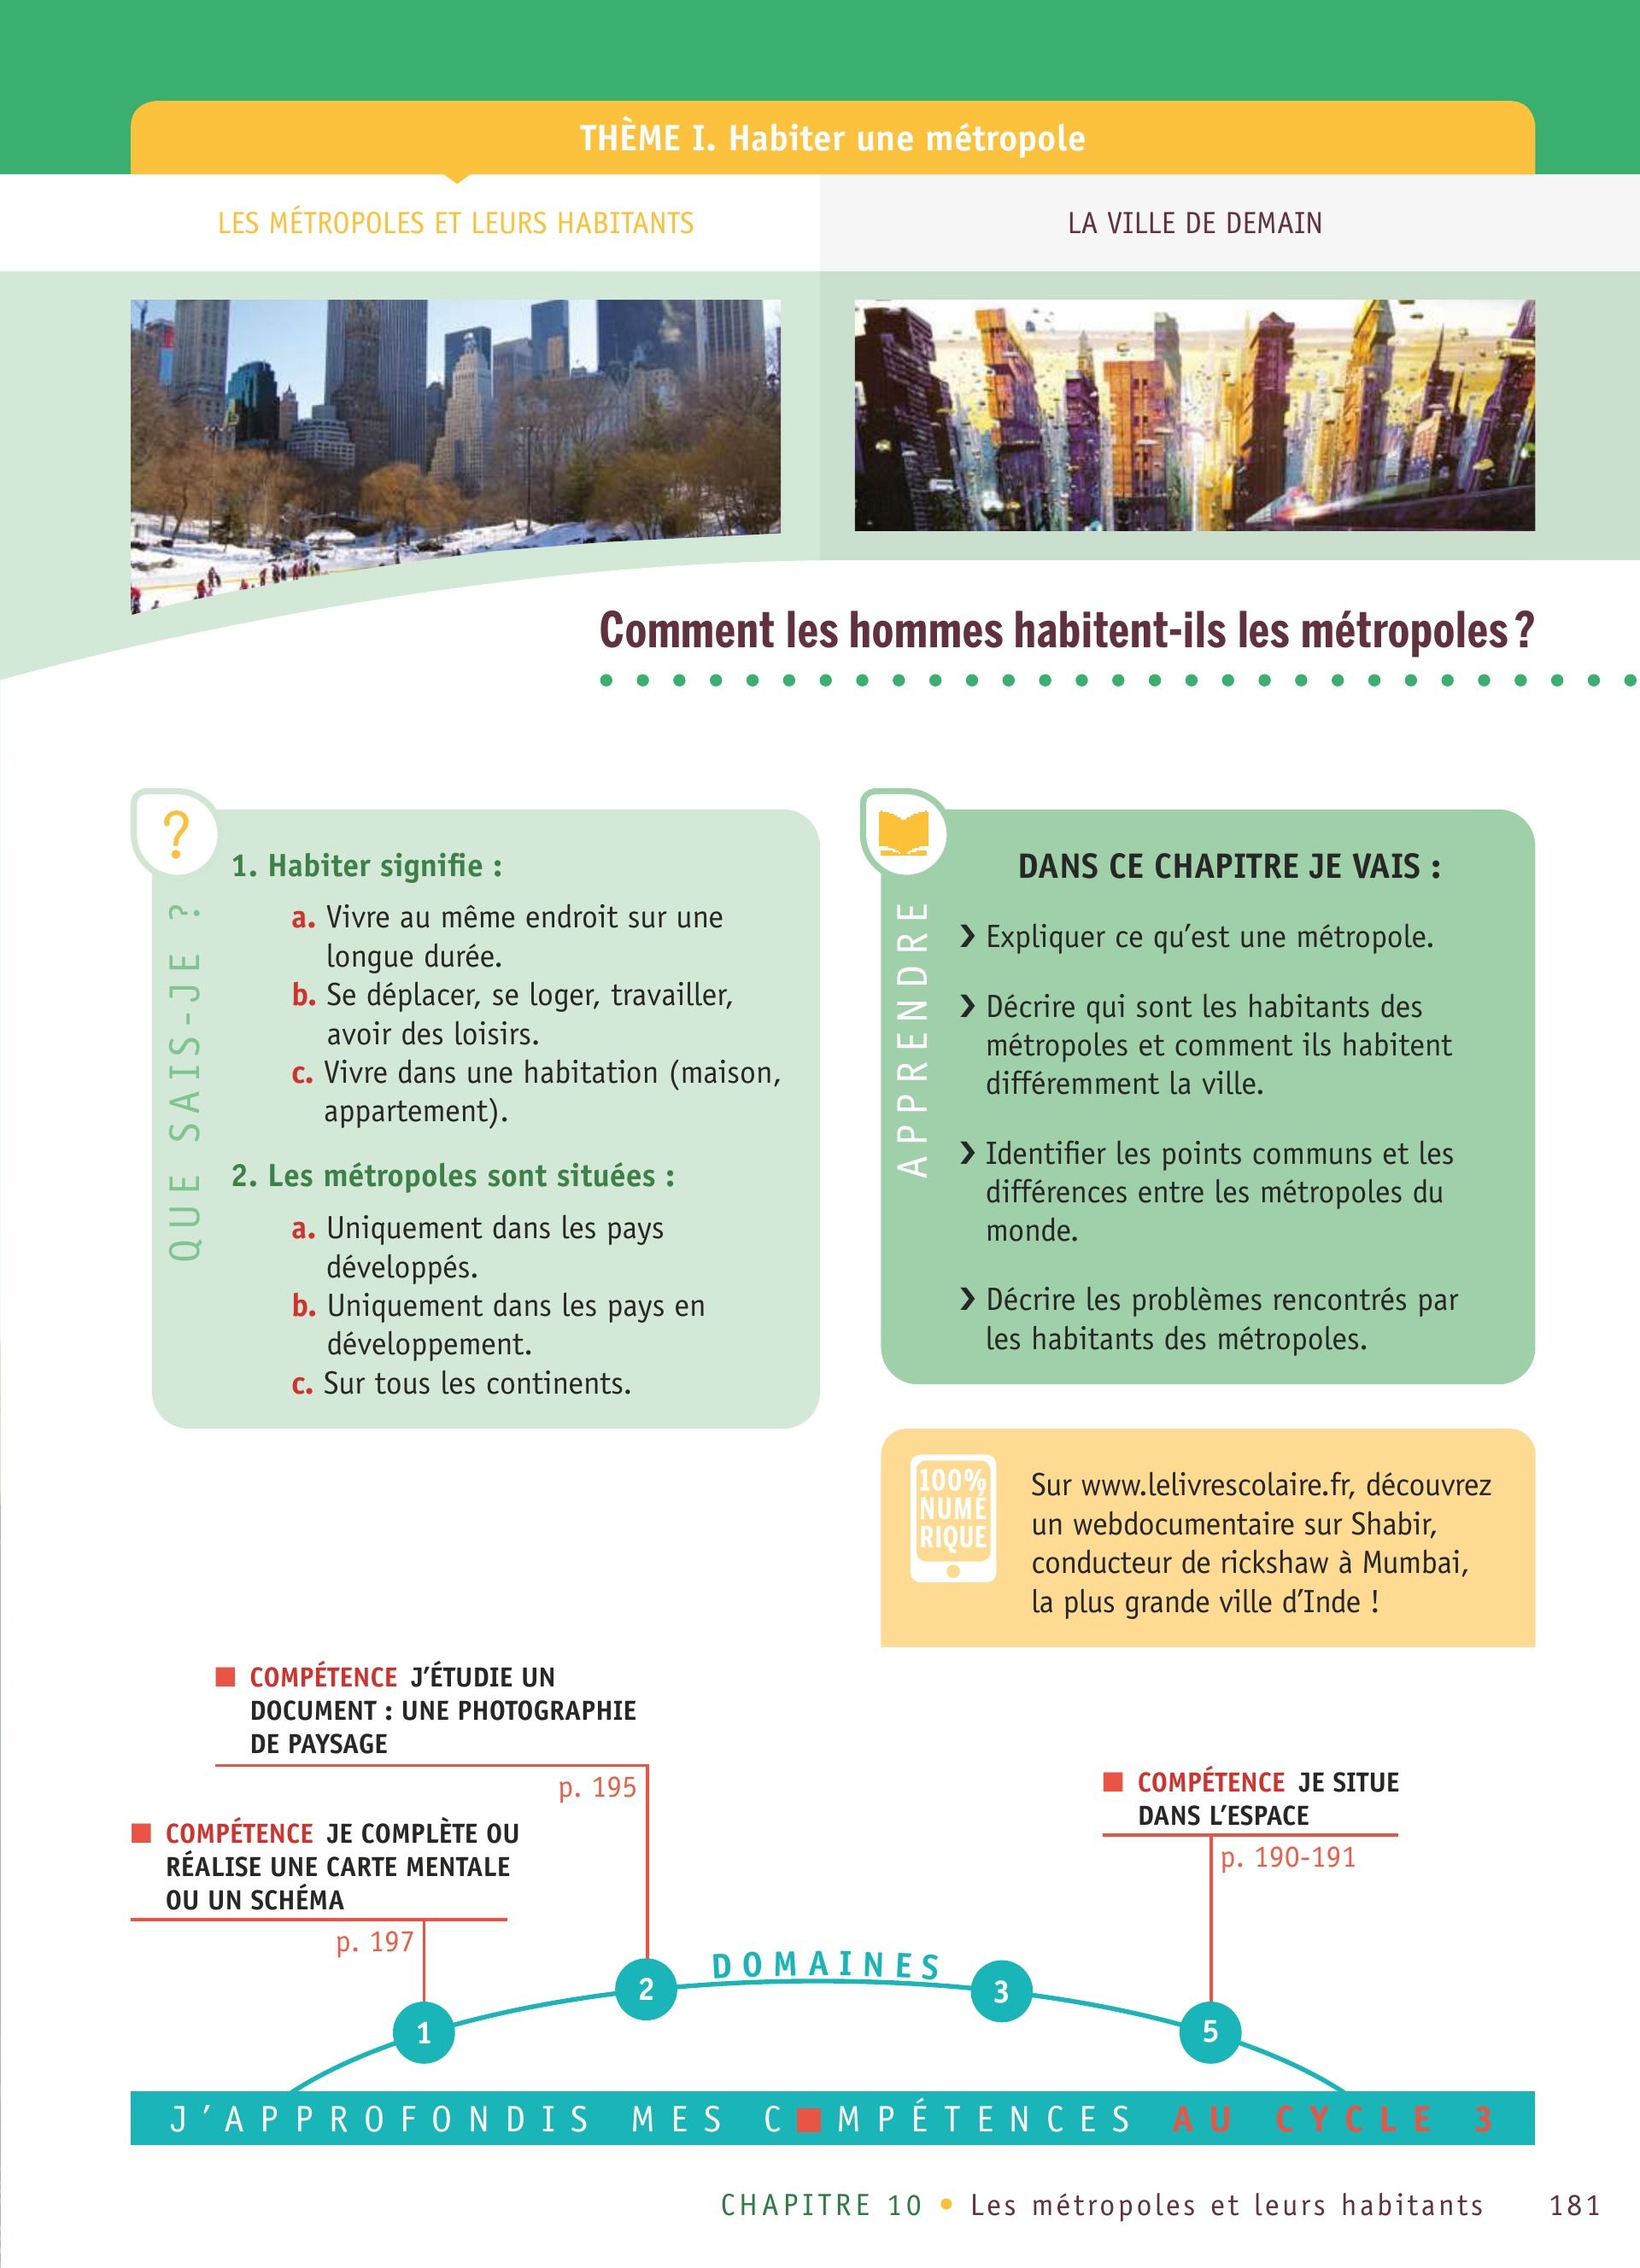 THÈME I. Habiter une métropole
LES MÉTROPOLES ET LEURS HABITANTS
LA VILLE DE DEMAIN
Comment les hommes habitent-ils les métropoles ?
QUE SAIS-JE ?
?
1. Habiter signifie :
a. Vivre au même endroit sur une
longue durée.
b. Se déplacer, se loger, travailler,
avoir des loisirs.
c. Vivre dans une habitation (maison,
appartement).
2. Les métropoles sont situées :
a. Uniquement dans les pays
développés.
b. Uniquement dans les pays en
développement.
c. Sur tous les continents.
APPRENDRE
DANS CE CHAPITRE JE VAIS :
❯ Expliquer ce qu’est une métropole.
❯ Décrire qui sont les habitants des
métropoles et comment ils habitent
différemment la ville.
❯ Identifier les points communs et les
différences entre les métropoles du
monde.
❯ Décrire les problèmes rencontrés par
les habitants des métropoles.
100%
NUMÉ
RIQUE
Sur www.lelivrescolaire.fr, découvrez
un webdocumentaire sur Shabir,
conducteur de rickshaw à Mumbai,
la plus grande ville d’Inde !
■ COMPÉTENCE J’ÉTUDIE UN
DOCUMENT : UNE PHOTOGRAPHIE
DE PAYSAGE
p. 195
■ COMPÉTENCE JE COMPLÈTE OU
RÉALISE UNE CARTE MENTALE
OU UN SCHÉMA
p. 197
■ COMPÉTENCE JE SITUE
DANS L’ESPACE
p. 190-191
DOMAINES
1
2
3
5
J’APPROFONDIS MES C■MPÉTENCES AU CYCLE 3
CHAPITRE 10 • Les métropoles et leurs habitants 181